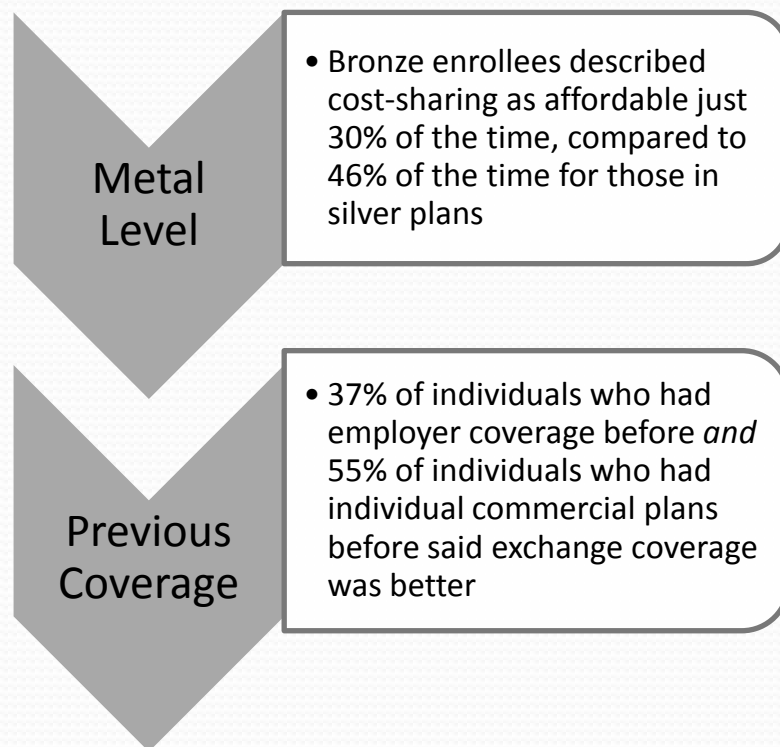 Metal
Level
• Bronze enrollees described
cost-sharing as affordable just
30% of the time, compared to
46% of the time for those in
silver plans
Previous
Coverage
• 37% of individuals who had
employer coverage before and
55% of individuals who had
individual commercial plans
before said exchange coverage
was better